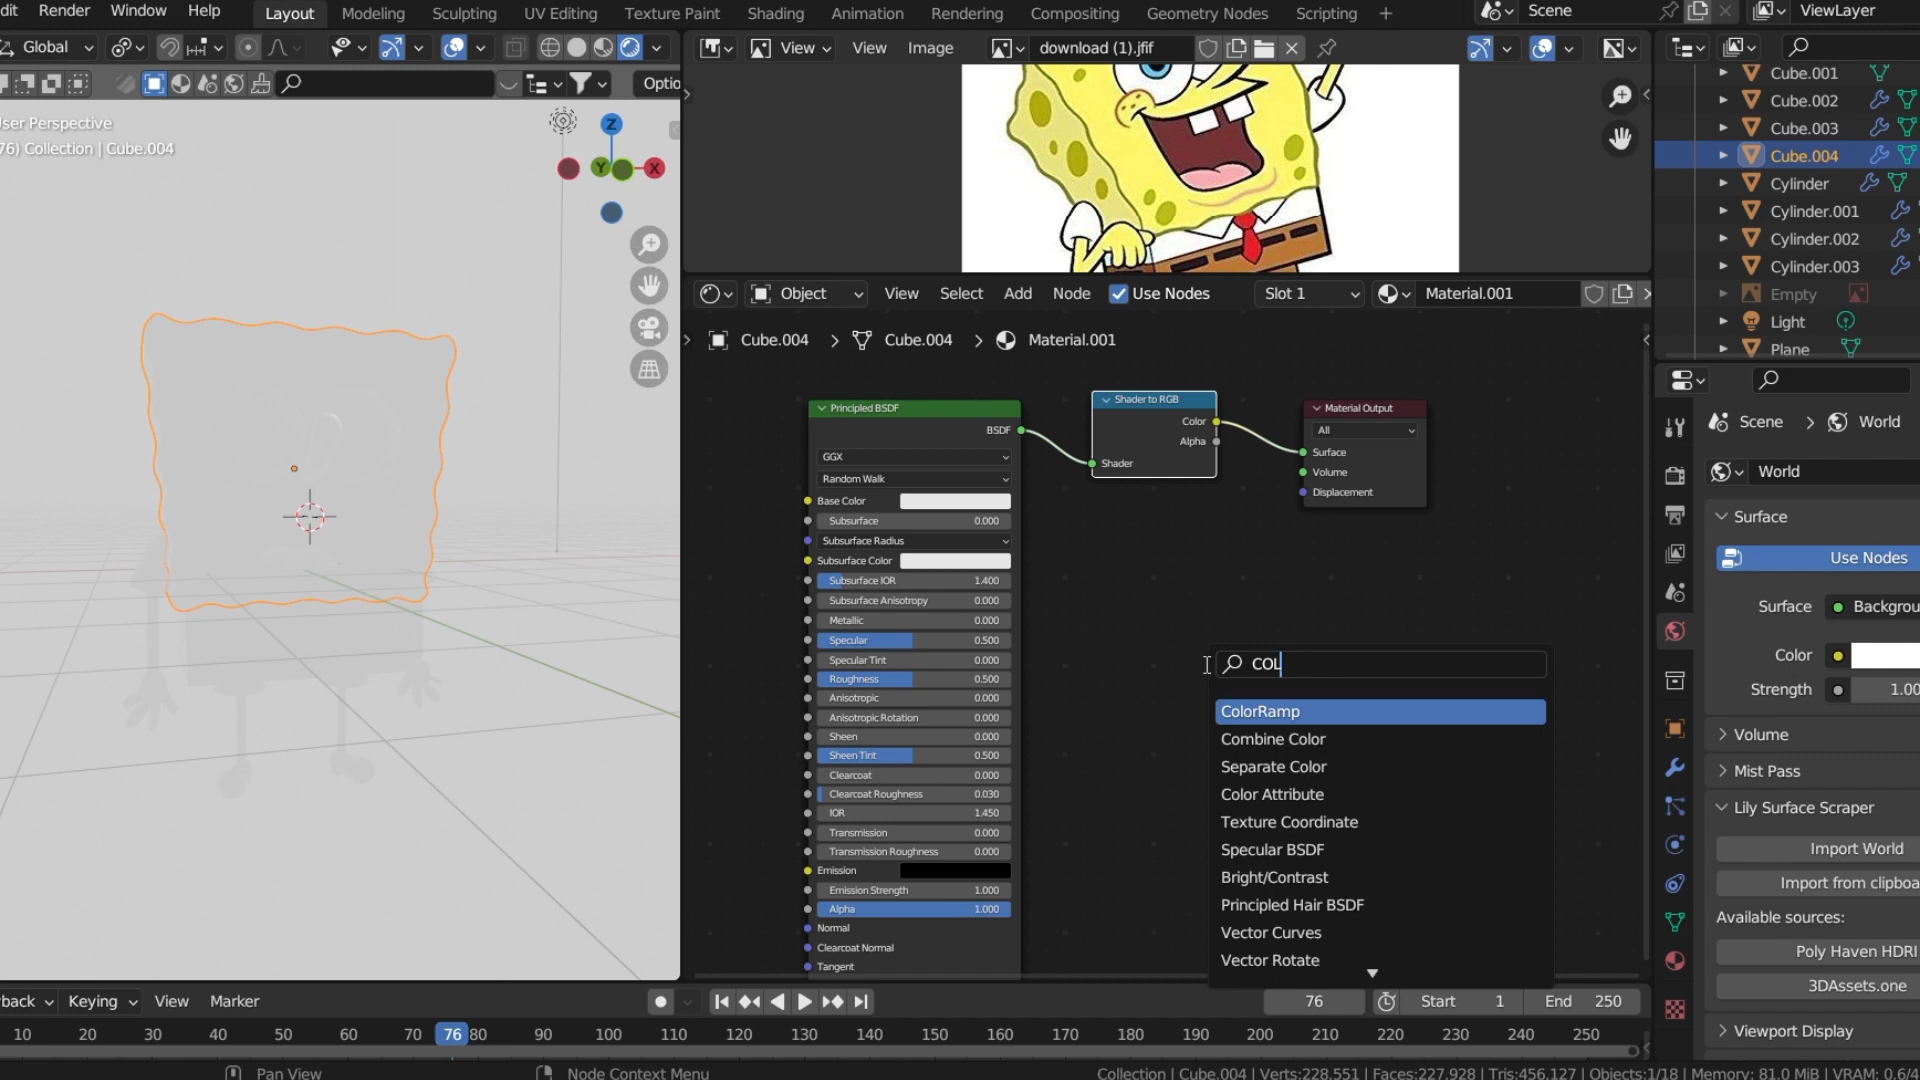 dit Render Window Help Layout Modeling Sculpting UV Editing Texture Paint Shading Animation Rendering Compositing Geometry Nodes Scripting + Scene ViewLayer
Global View View Image download (1).jfif
Optio
User Perspective
76) Collection | Cube.004
Z
Y X
Cube.001
Cube.002
Cube.003
Cube.004
Cylinder
Cylinder.001
Cylinder.002
Cylinder.003
Empty
Light
Plane
Object View Select Add Node Use Nodes Slot 1 Material.001
Cube.004 > Cube.004 > Material.001
Principled BSDF
BSDF
GGX
Random Walk
Base Color
Subsurface 0.000
Subsurface Radius
Subsurface Color
Subsurface IOR 1.400
Subsurface Anisotropy 0.000
Metallic 0.000
Specular 0.500
Specular Tint 0.000
Roughness 0.500
Anisotropic 0.000
Anisotropic Rotation 0.000
Sheen 0.000
Sheen Tint 0.500
Clearcoat 0.000
Clearcoat Roughness 0.030
IOR 1.450
Transmission 0.000
Transmission Roughness 0.000
Emission
Emission Strength 1.000
Alpha 1.000
Normal
Clearcoat Normal
Tangent
Shader to RGB
Color
Alpha
Shader
Material Output
All
Surface
Volume
Displacement
COL
ColorRamp
Combine Color
Separate Color
Color Attribute
Texture Coordinate
Specular BSDF
Bright/Contrast
Principled Hair BSDF
Vector Curves
Vector Rotate
Scene > World
World
Surface
Use Nodes
Surface Backgrou
Color
Strength 1.00
Volume
Mist Pass
Lily Surface Scraper
Import World
Import from clipboa
Available sources:
Poly Haven HDRI
3DAssets.one
Viewport Display
yback Keying View Marker 76 Start 1 End 250
10 20 30 40 50 60 70 76 80 90 100 110 120 130 140 150 160 170 180 190 200 210 220 230 240 250
Pan View Node Context Menu Collection | Cube.004 | Verts:228,551 | Faces:227,928 | Tris:456,127 | Objects:1/18 | Memory: 81.0 MiB | VRAM: 0.6/4